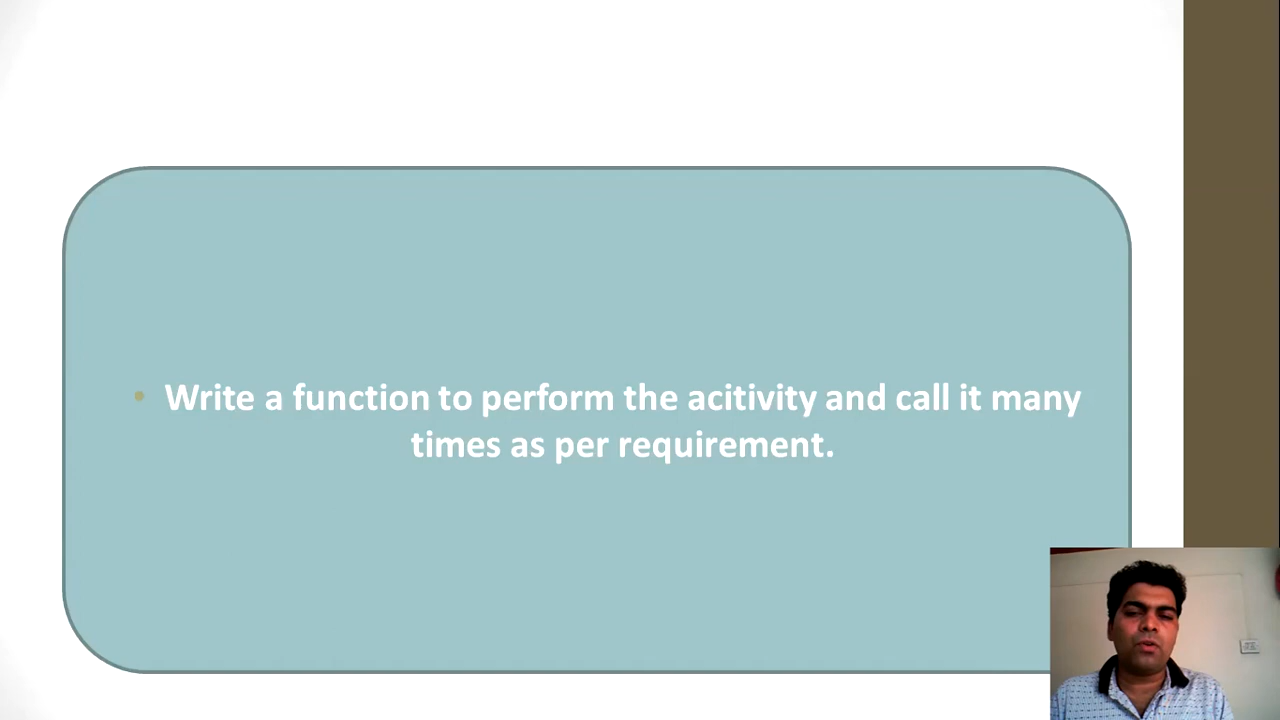 • Write a function to perform the acitivity and call it many
times as per requirement.